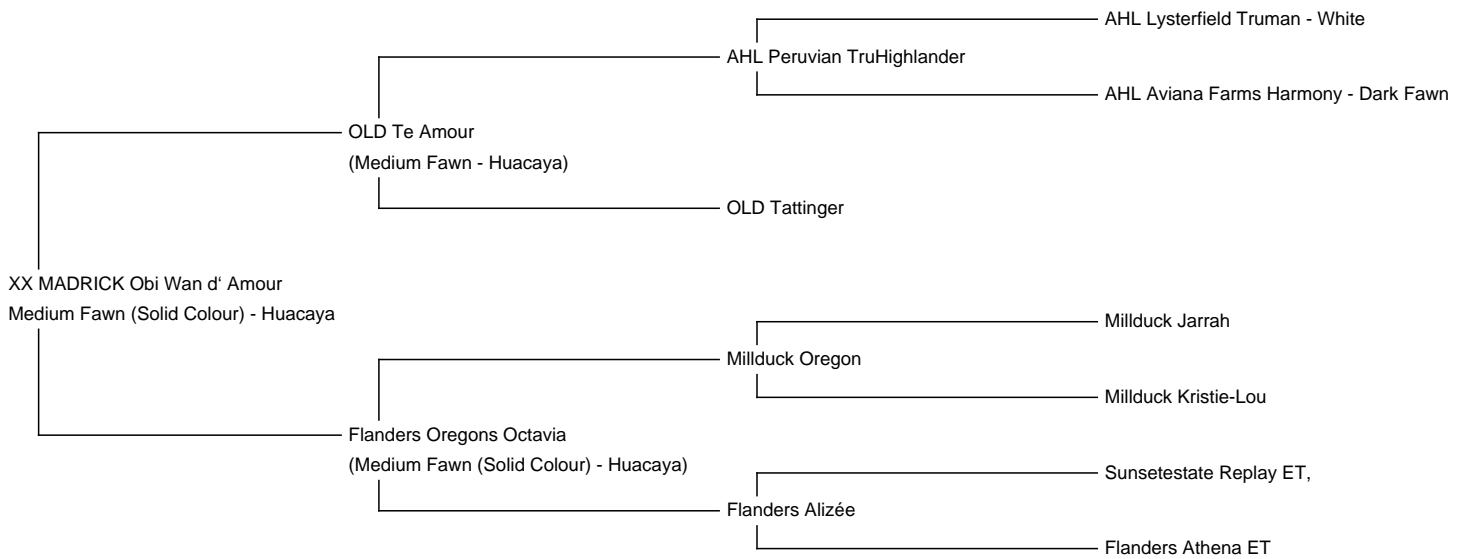 AHL Lysterfield Truman - White
AHL Peruvian TruHighlander
AHL Aviana Farms Harmony - Dark Fawn
OLD Te Amour
(Medium Fawn - Huacaya)
OLD Tattinger
XX MADRICK Obi Wan d‘ Amour
Medium Fawn (Solid Colour) - Huacaya
Millduck Jarrah
Millduck Oregon
Millduck Kristie-Lou
Flanders Oregons Octavia
(Medium Fawn (Solid Colour) - Huacaya)
Sunsetestate Replay ET,
Flanders Alizée
Flanders Athena ET